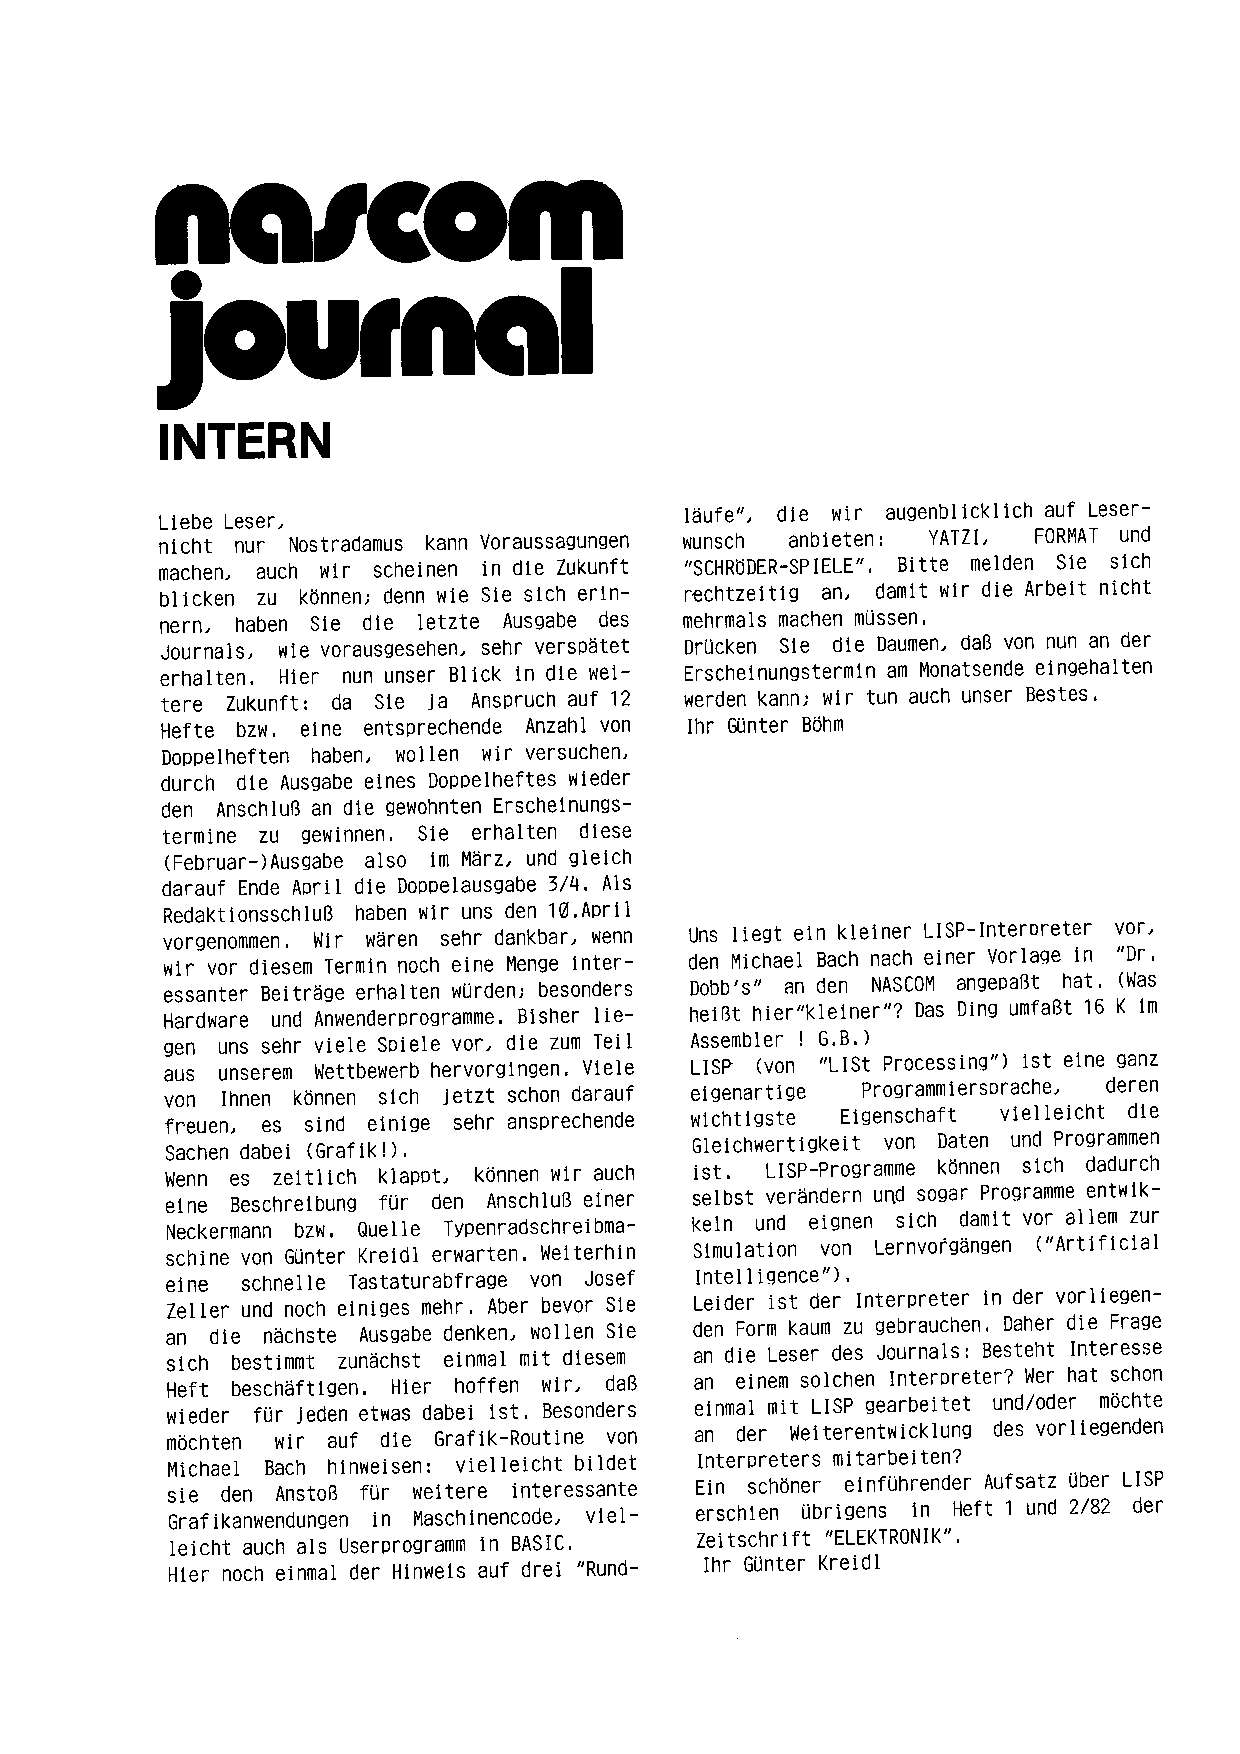 nascom
journal
INTERN
Liebe Leser,
nicht nur Nostradamus kann Voraussagungen
machen, auch wir scheinen in die Zukunft
blicken zu können; denn wie Sie sich erin-
nern, haben Sie die letzte Ausgabe des
Journals, wie vorausgesehen, sehr verspätet
erhalten. Hier nun unser Blick in die wei-
tere Zukunft: da Sie ja Anspruch auf 12
Hefte bzw. eine entsprechende Anzahl von
Doppelheften haben, wollen wir versuchen,
durch die Ausgabe eines Doppelheftes wieder
den Anschluß an die gewohnten Erscheinungs-
termine zu gewinnen. Sie erhalten diese
(Februar-)Ausgabe also im März, und gleich
darauf Ende April die Doppelausgabe 3/4. Als
Redaktionsschluß haben wir uns den 10.April
vorgenommen. Wir wären sehr dankbar, wenn
wir vor diesem Termin noch eine Menge inter-
essanter Beiträge erhalten würden; besonders
Hardware und Anwenderprogramme. Bisher lie-
gen uns sehr viele Spiele vor, die zum Teil
aus unserem Wettbewerb hervorgingen. Viele
von Ihnen können sich jetzt schon darauf
freuen, es sind einige sehr ansprechende
Sachen dabei (Grafik!).
Wenn es zeitlich klappt, können wir auch
eine Beschreibung für den Anschluß einer
Neckermann bzw. Quelle Typenradschreibma-
schine von Günter Kreidl erwarten. Weiterhin
eine schnelle Tastaturabfrage von Josef
Zeller und noch einiges mehr. Aber bevor Sie
an die nächste Ausgabe denken, wollen Sie
sich bestimmt zunächst einmal mit diesem
Heft beschäftigen. Hier hoffen wir, daß
wieder für jeden etwas dabei ist. Besonders
möchten wir auf die Grafik-Routine von
Michael Bach hinweisen: vielleicht bildet
sie den Anstoß für weitere interessante
Grafikanwendungen in Maschinencode, viel-
leicht auch als Userprogramm in BASIC.
Hier noch einmal der Hinweis auf drei "Rund-
läufe", die wir augenblicklich auf Leser-
wunsch anbieten: YATZI, FORMAT und
"SCHRÖDER-SPIELE". Bitte melden Sie sich
rechtzeitig an, damit wir die Arbeit nicht
mehrmals machen müssen.
Drücken Sie die Daumen, daß von nun an der
Erscheinungstermin am Monatsende eingehalten
werden kann; wir tun auch unser Bestes.
Ihr Günter Böhm
Uns liegt ein kleiner LISP-Interpreter vor,
den Michael Bach nach einer Vorlage in "Dr.
Dobb's" an den NASCOM angepaßt hat. (Was
heißt hier"kleiner"? Das Ding umfaßt 16 K im
Assembler ! G.B.)
LISP (von "LISt Processing") ist eine ganz
eigenartige Programmiersprache, deren
wichtigste Eigenschaft vielleicht die
Gleichwertigkeit von Daten und Programmen
ist. LISP-Programme können sich dadurch
selbst verändern und sogar Programme entwik-
keln und eignen sich damit vor allem zur
Simulation von Lernvorgängen ("Artificial
Intelligence").
Leider ist der Interpreter in der vorliegen-
den Form kaum zu gebrauchen. Daher die Frage
an die Leser des Journals: Besteht Interesse
an einem solchen Interpreter? Wer hat schon
einmal mit LISP gearbeitet und/oder möchte
an der Weiterentwicklung des vorliegenden
Interpreters mitarbeiten?
Ein schöner einführender Aufsatz über LISP
erschien übrigens in Heft 1 und 2/82 der
Zeitschrift "ELEKTRONIK".
Ihr Günter Kreidl